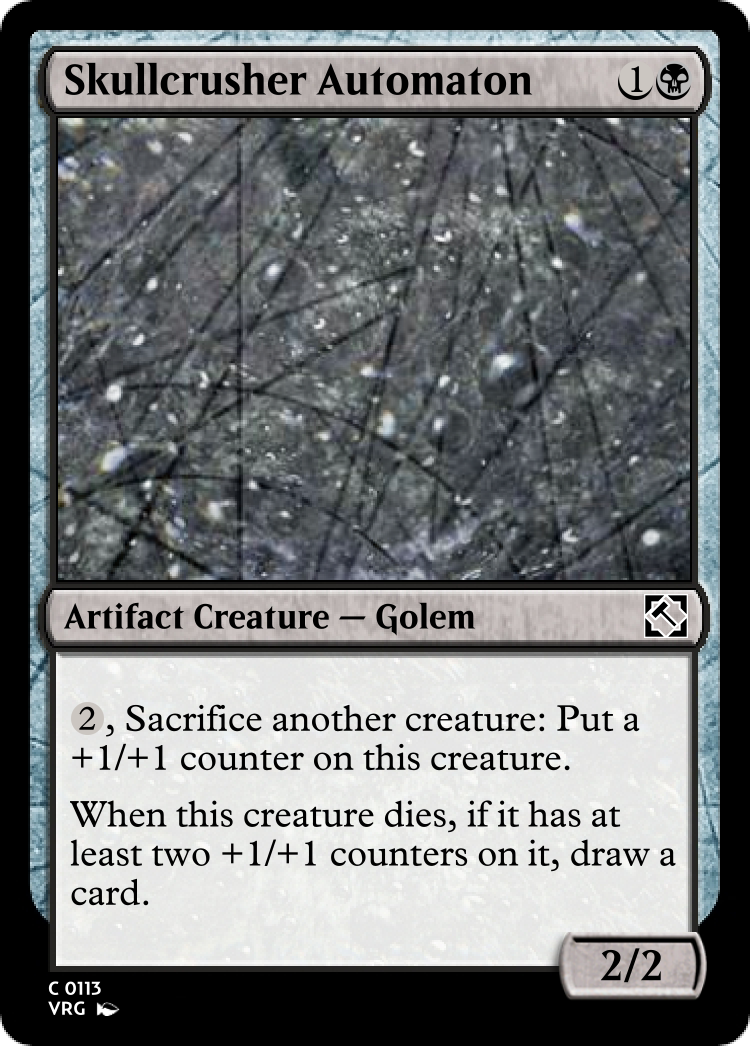 Skullcrusher Automaton 1
Artifact Creature — Golem
2, Sacrifice another creature: Put a
+1/+1 counter on this creature.
When this creature dies, if it has at
least two +1/+1 counters on it, draw a
card.
2/2
C 0113
VRG